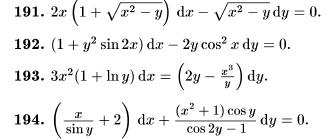 191. 2x(1 + √(x² − y)) dx − √(x² − y) dy = 0.
192. (1 + y² sin 2x) dx − 2y cos² x dy = 0.
193. 3x²(1 + ln y) dx = (2y − x³/y) dy.
194. (x/sin y + 2) dx + (x² + 1) cos y/(cos 2y − 1) dy = 0.